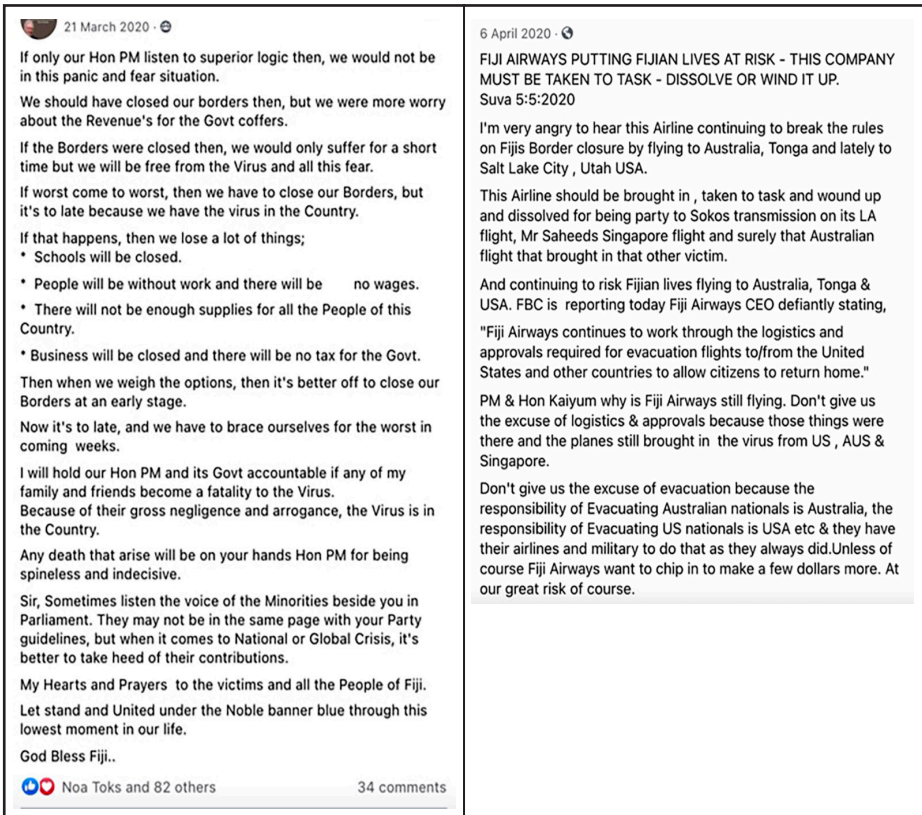 21 March 2020 ·
If only our Hon PM listen to superior logic then, we would not be
in this panic and fear situation.
We should have closed our borders then, but we were more worry
about the Revenue's for the Govt coffers.
If the Borders were closed then, we would only suffer for a short
time but we will be free from the Virus and all this fear.
If worst come to worst, then we have to close our Borders, but
it's to late because we have the virus in the Country.
If that happens, then we lose a lot of things;
* Schools will be closed.
* People will be without work and there will be no wages.
* There will not be enough supplies for all the People of this
Country.
* Business will be closed and there will be no tax for the Govt.
Then when we weigh the options, then it's better off to close our
Borders at an early stage.
Now it's to late, and we have to brace ourselves for the worst in
coming weeks.
I will hold our Hon PM and its Govt accountable if any of my
family and friends become a fatality to the Virus.
Because of their gross negligence and arrogance, the Virus is in
the Country.
Any death that arise will be on your hands Hon PM for being
spineless and indecisive.
Sir, Sometimes listen the voice of the Minorities beside you in
Parliament. They may not be in the same page with your Party
guidelines, but when it comes to National or Global Crisis, it's
better to take heed of their contributions.
My Hearts and Prayers to the victims and all the People of Fiji.
Let stand and United under the Noble banner blue through this
lowest moment in our life.
God Bless Fiji..
Noa Toks and 82 others 34 comments
6 April 2020 ·
FIJI AIRWAYS PUTTING FIJIAN LIVES AT RISK - THIS COMPANY
MUST BE TAKEN TO TASK - DISSOLVE OR WIND IT UP.
Suva 5:5:2020
I'm very angry to hear this Airline continuing to break the rules
on Fijis Border closure by flying to Australia, Tonga and lately to
Salt Lake City , Utah USA.
This Airline should be brought in , taken to task and wound up
and dissolved for being party to Sokos transmission on its LA
flight, Mr Saheeds Singapore flight and surely that Australian
flight that brought in that other victim.
And continuing to risk Fijian lives flying to Australia, Tonga &
USA. FBC is reporting today Fiji Airways CEO defiantly stating,
"Fiji Airways continues to work through the logistics and
approvals required for evacuation flights to/from the United
States and other countries to allow citizens to return home."
PM & Hon Kaiyum why is Fiji Airways still flying. Don't give us
the excuse of logistics & approvals because those things were
there and the planes still brought in the virus from US , AUS &
Singapore.
Don't give us the excuse of evacuation because the
responsibility of Evacuating Australian nationals is Australia, the
responsibility of Evacuating US nationals is USA etc & they have
their airlines and military to do that as they always did.Unless of
course Fiji Airways want to chip in to make a few dollars more. At
our great risk of course.